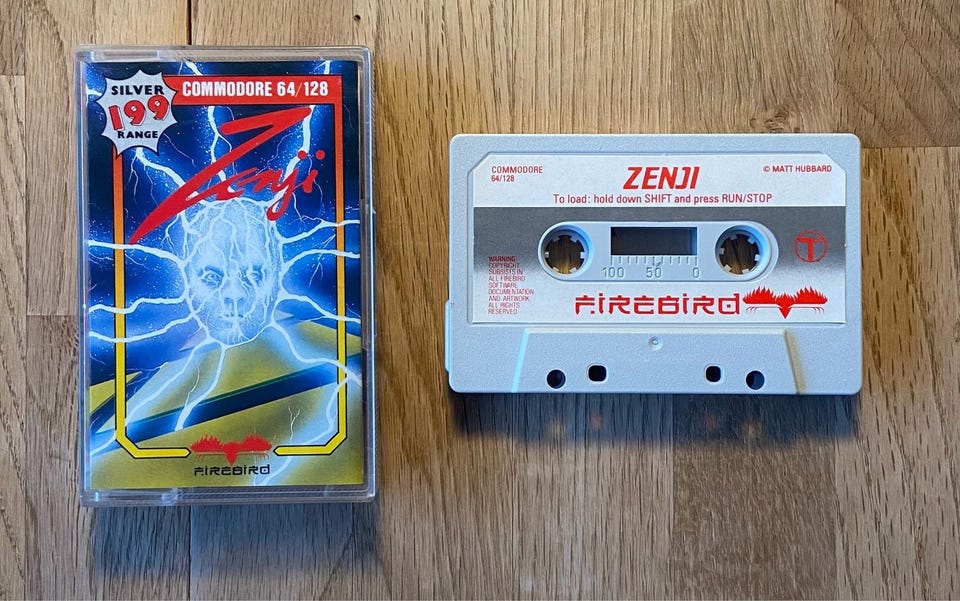 SILVER
199
RANGE
COMMODORE 64/128
Zenji
FIREBIRD
COMMODORE
64/128
ZENJI
© MATT HUBBARD
To load: hold down SHIFT and press RUN/STOP
100 50 0
WARNING
COPYRIGHT
SUBSISTS IN
ALL FIREBIRD
SOFTWARE
DOCUMENTATION
AND ARTWORK
ALL RIGHTS
RESERVED
FIREBIRD